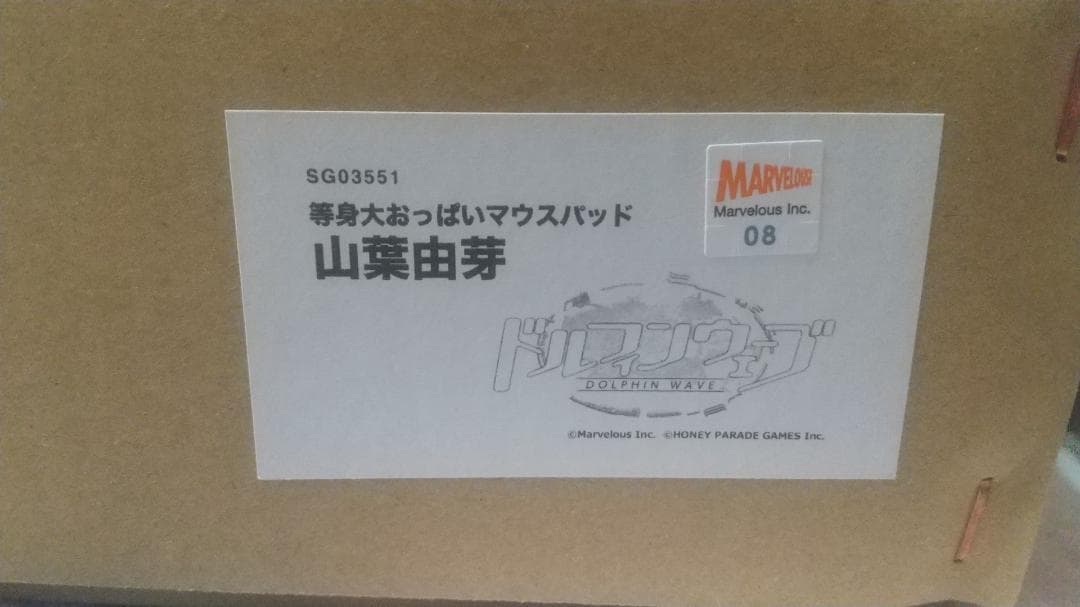 SG03551
等身大おっぱいマウスパッド
山葉由芽
MARVELOUS
Marvelous Inc.
08
ドルフィンウェーブ
DOLPHIN WAVE
©Marvelous Inc. ©HONEY PARADE GAMES Inc.